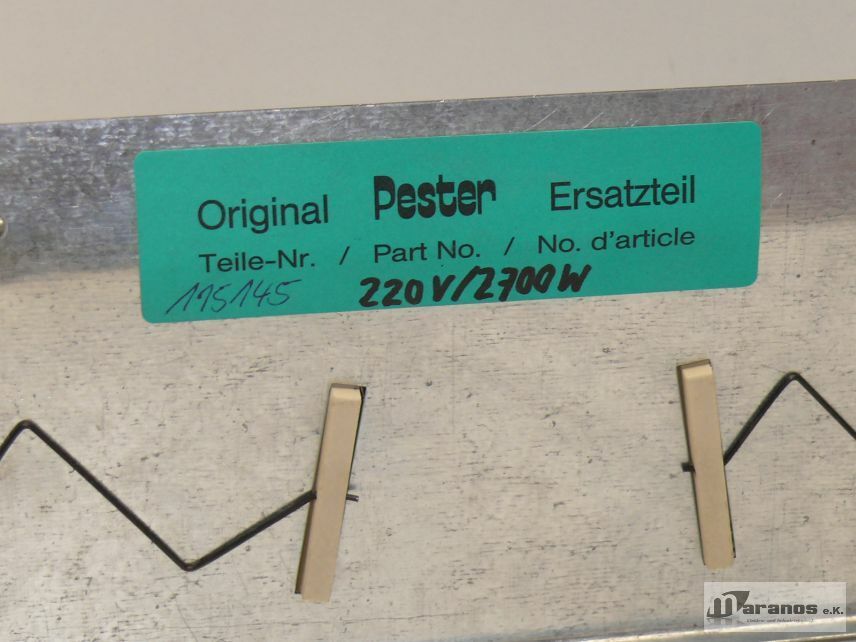 Original Pester Ersatzteil
Teile-Nr. / Part No. / No. d'article
115145 220V/2700W
Maranos e.K.